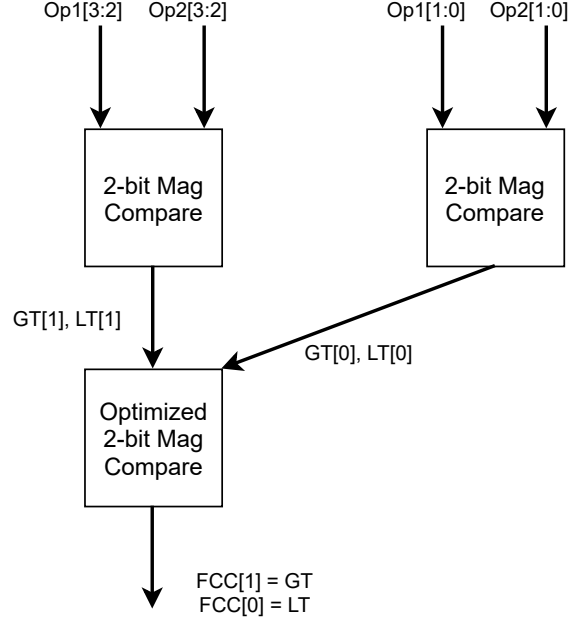 Op1[3:2] Op2[3:2] Op1[1:0] Op2[1:0]
2-bit Mag
Compare
2-bit Mag
Compare
GT[1], LT[1]
GT[0], LT[0]
Optimized
2-bit Mag
Compare
FCC[1] = GT
FCC[0] = LT